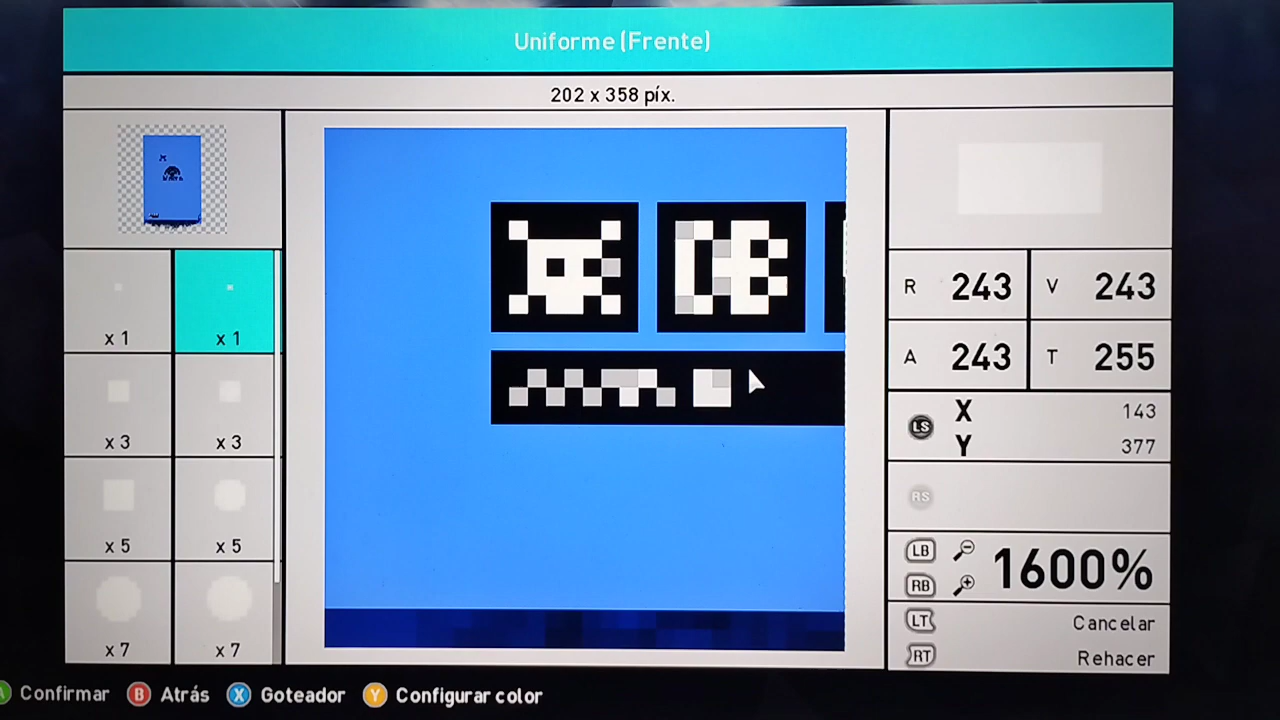 Uniforme (Frente)
202 x 358 píx.
R 243 V 243
x 1 x 1
A 243 T 255
X 143
LS
Y 377
x 3 x 3
RS
x 5 x 5
LB
1600%
RB
LT Cancelar
x 7 x 7
RT Rehacer
A Confirmar B Atrás X Goteador Y Configurar color